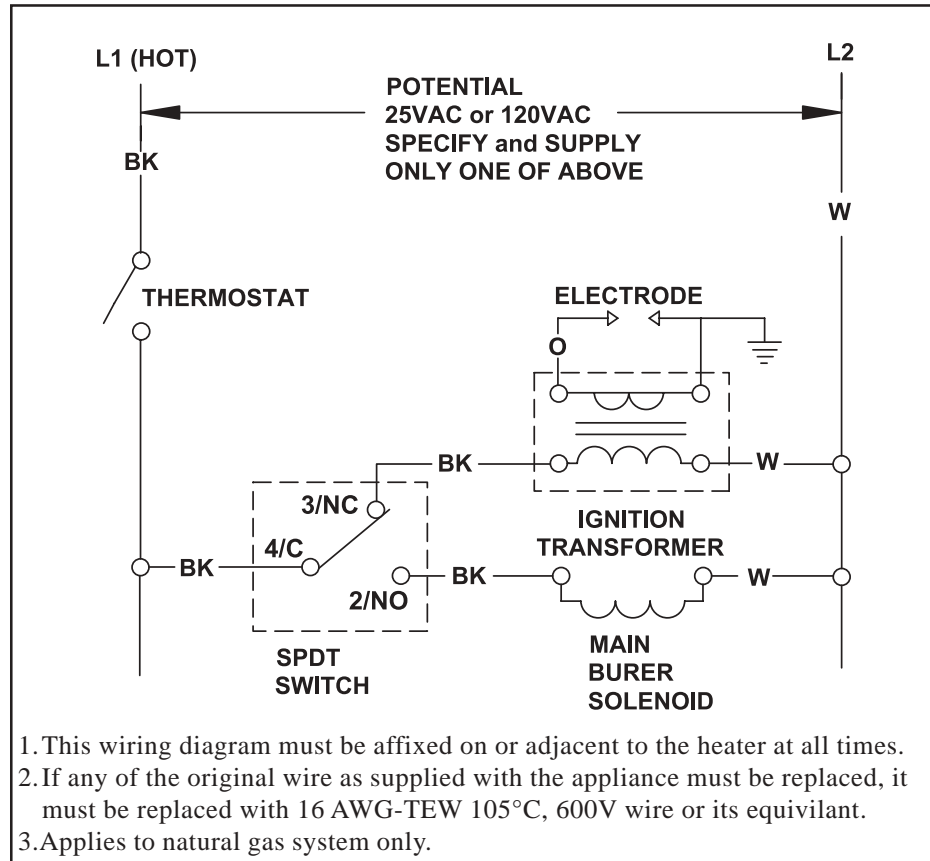 L1 (HOT)
L2
POTENTIAL
25VAC or 120VAC
SPECIFY and SUPPLY
ONLY ONE OF ABOVE
BK
W
THERMOSTAT
ELECTRODE
O
BK
W
3/NC
IGNITION
TRANSFORMER
4/C
BK
BK
W
2/NO
SPDT
SWITCH
MAIN
BURER
SOLENOID
1.This wiring diagram must be affixed on or adjacent to the heater at all times.
2.If any of the original wire as supplied with the appliance must be replaced, it
must be replaced with 16 AWG-TEW 105°C, 600V wire or its equivilant.
3.Applies to natural gas system only.